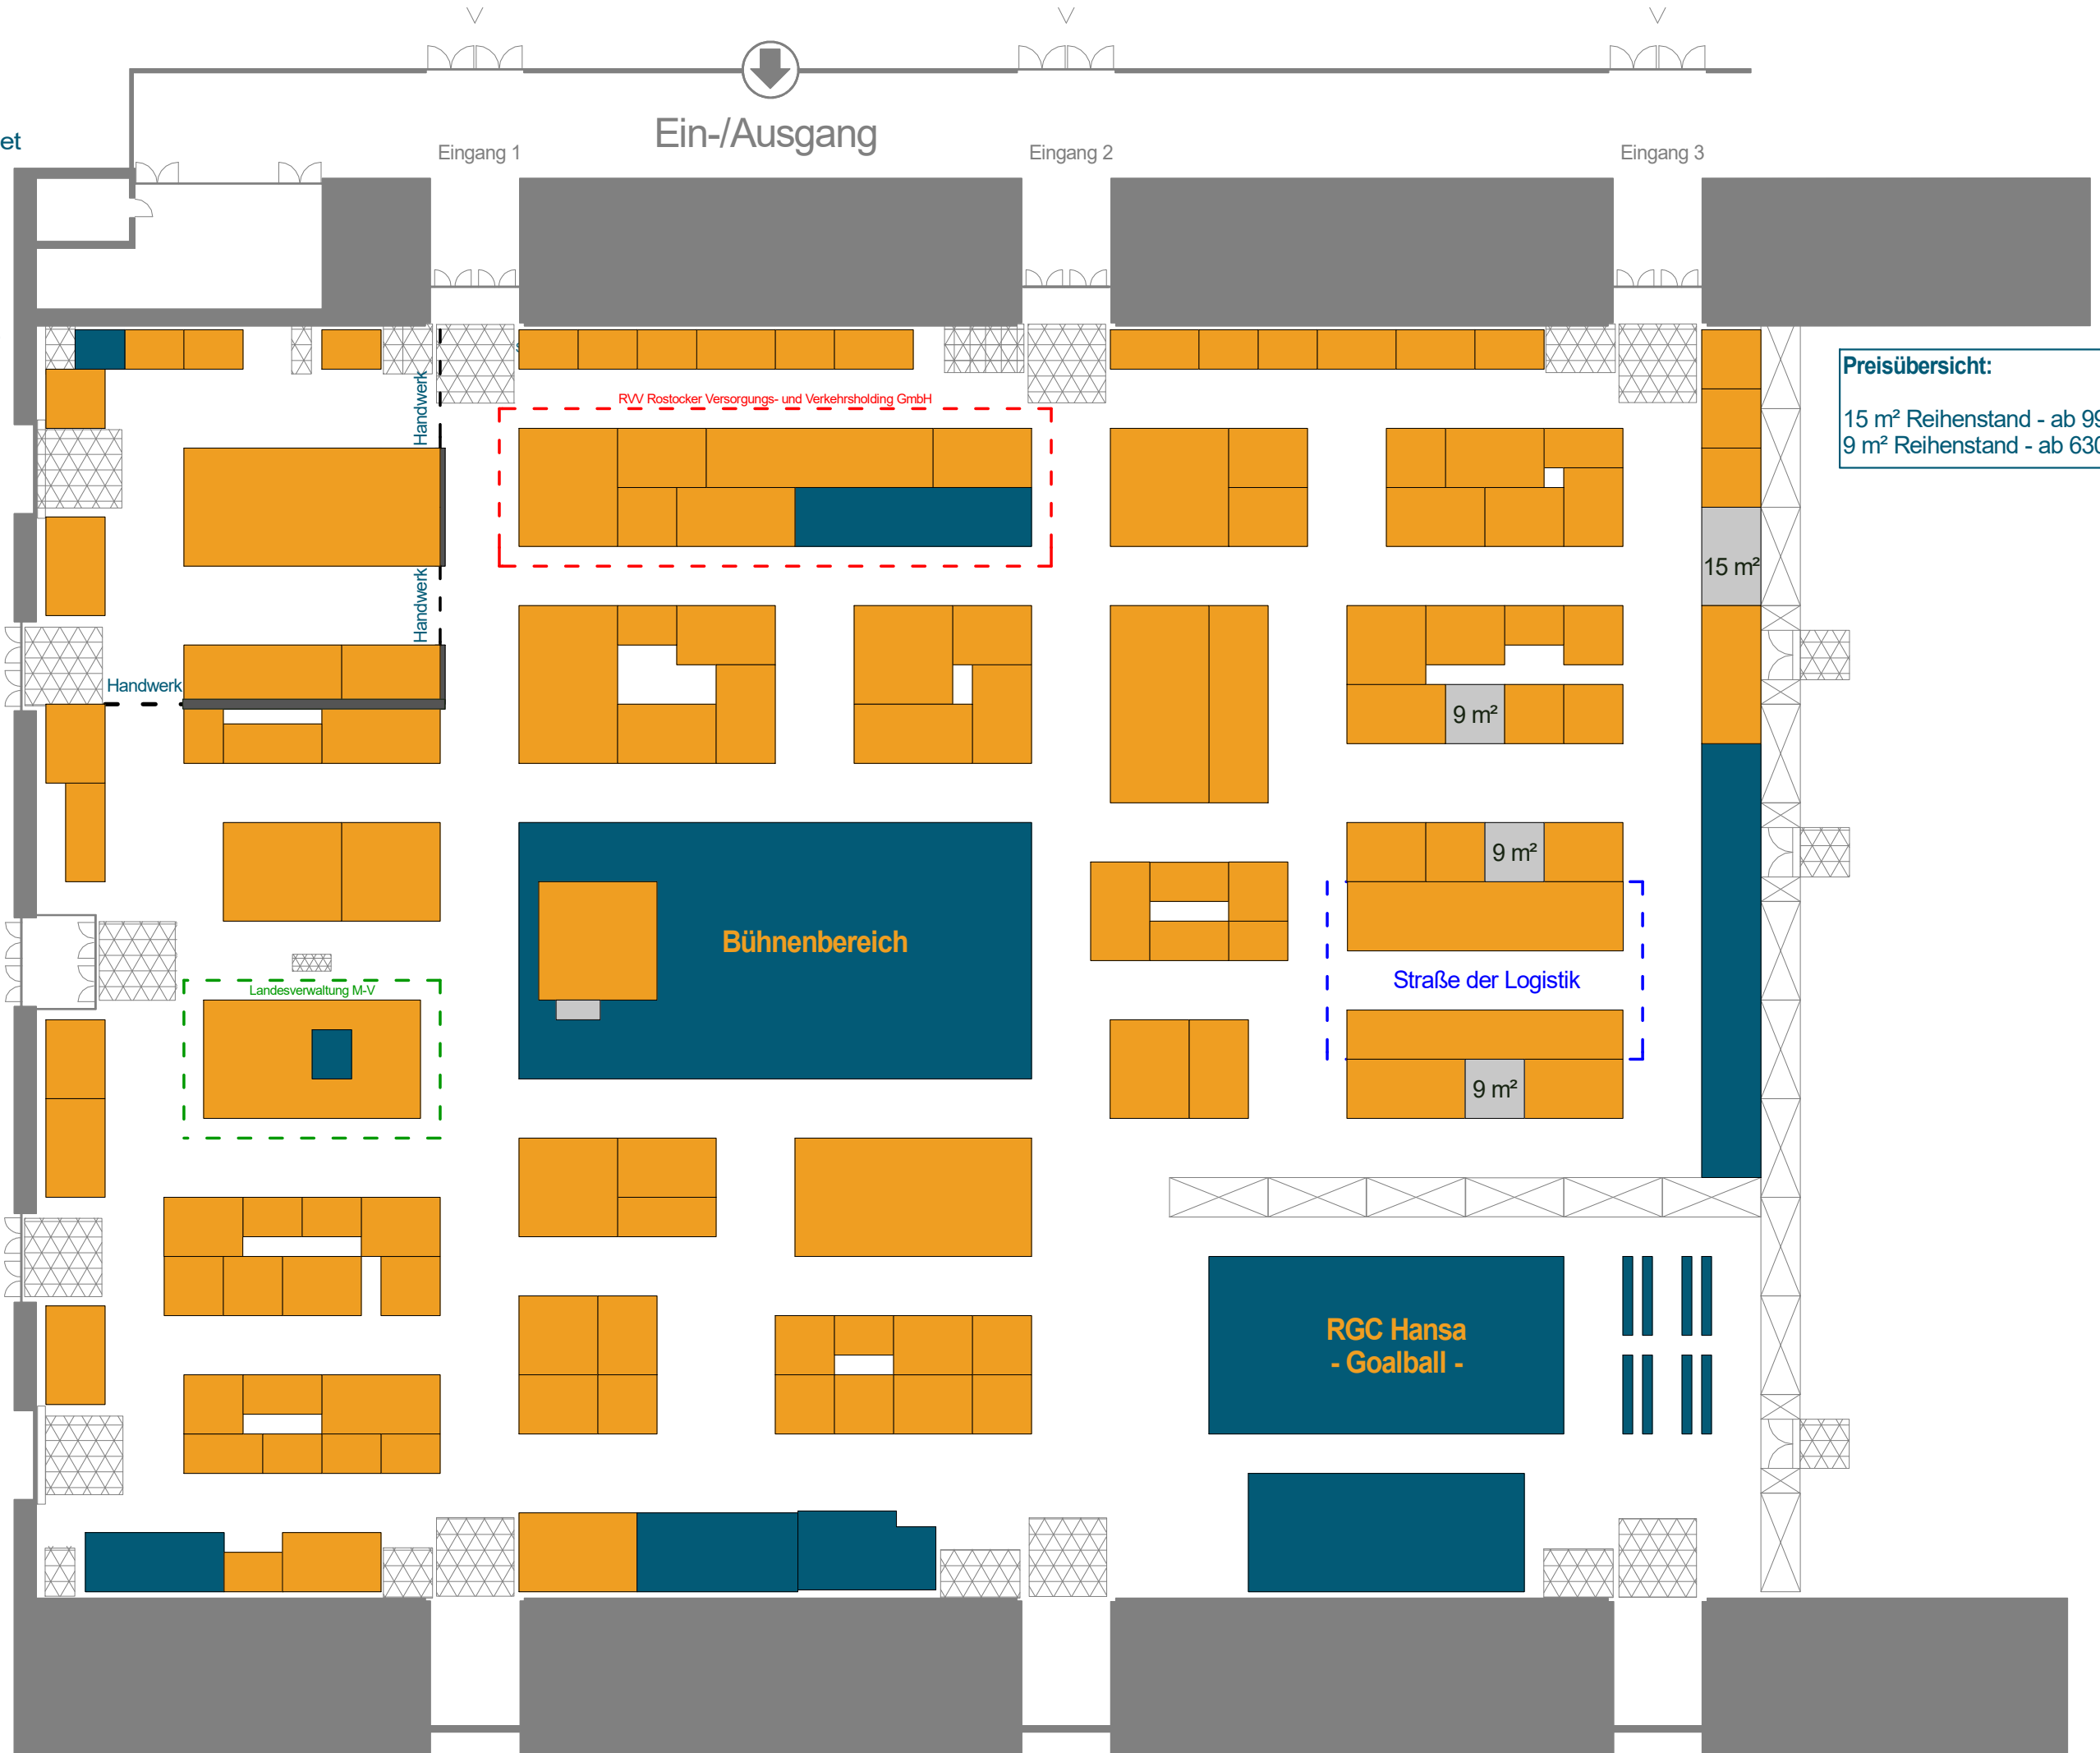 Ein-/Ausgang
et
Eingang 1
Eingang 2
Eingang 3
Preisübersicht:
15 m² Reihenstand - ab 99
9 m² Reihenstand - ab 630
RVV Rostocker Versorgungs- und Verkehrsholding GmbH
Handwerk
Handwerk
Handwerk
15 m²
9 m²
9 m²
Bühnenbereich
Straße der Logistik
Landesverwaltung M-V
9 m²
RGC Hansa
- Goalball -